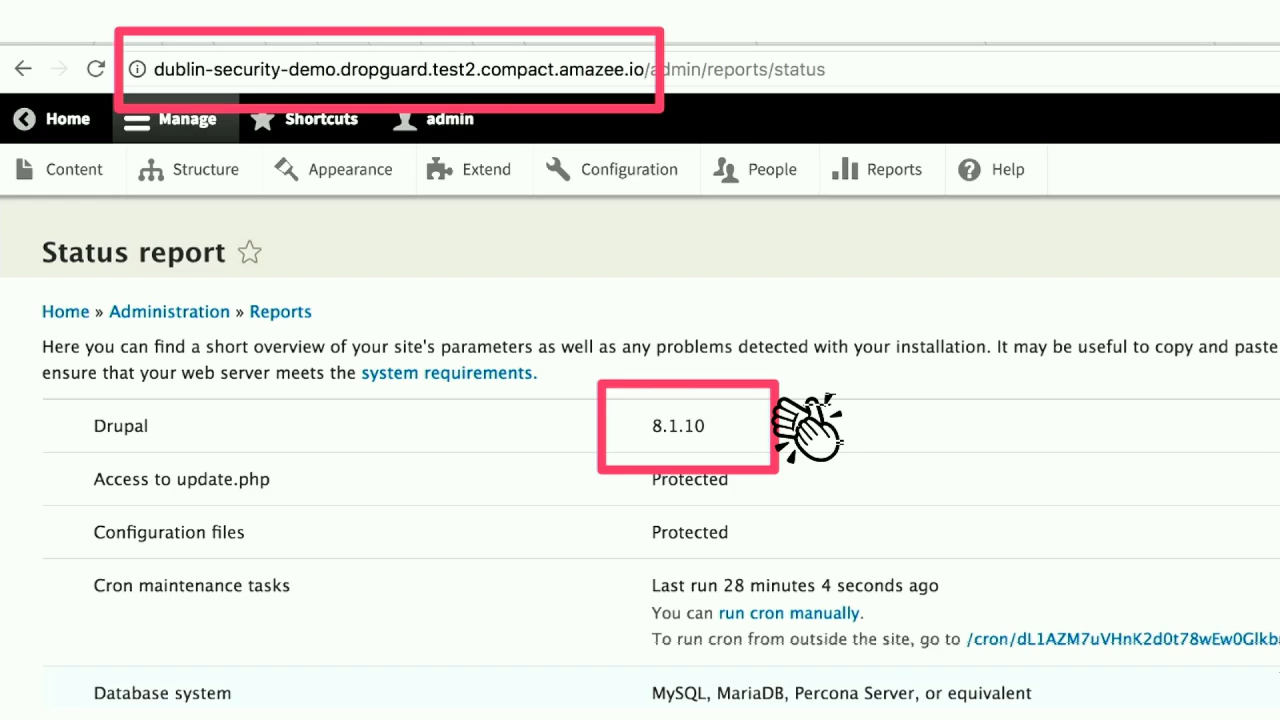 dublin-security-demo.dropguard.test2.compact.amazee.io/admin/reports/status
Home Manage Shortcuts admin
Content Structure Appearance Extend Configuration People Reports Help
Status report
Home » Administration » Reports
Here you can find a short overview of your site's parameters as well as any problems detected with your installation. It may be useful to copy and paste
ensure that your web server meets the system requirements.
Drupal 8.1.10
Access to update.php Protected
Configuration files Protected
Cron maintenance tasks Last run 28 minutes 4 seconds ago
You can run cron manually.
To run cron from outside the site, go to /cron/dL1AZM7uVHnK2d0t78wEw0Glkb
Database system MySQL, MariaDB, Percona Server, or equivalent